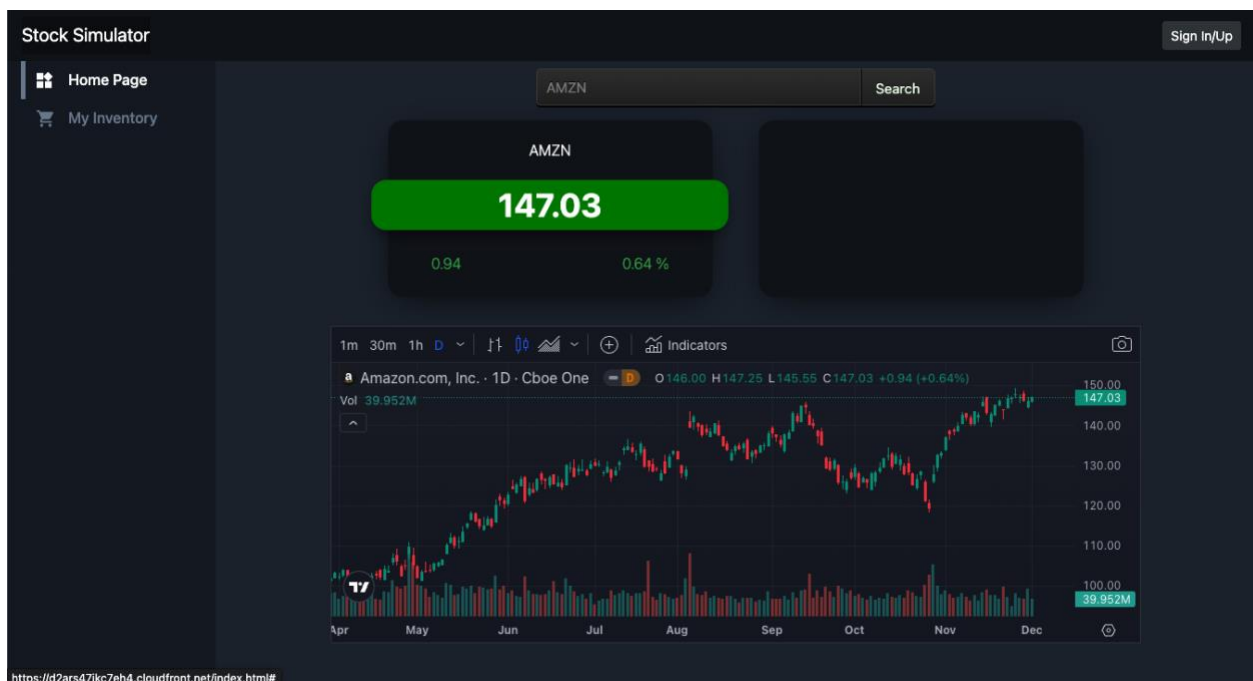 Stock Simulator
Sign In/Up
Home Page
My Inventory
AMZN
Search
AMZN
147.03
0.94 0.64 %
1m 30m 1h D Indicators
a Amazon.com, Inc. · 1D · Cboe One D O146.00 H147.25 L145.55 C147.03 +0.94 (+0.64%)
Vol 39.952M
150.00
147.03
140.00
130.00
120.00
110.00
100.00
39.952M
Apr May Jun Jul Aug Sep Oct Nov Dec
https://d2ars47jkc7eh4.cloudfront.net/index.html#